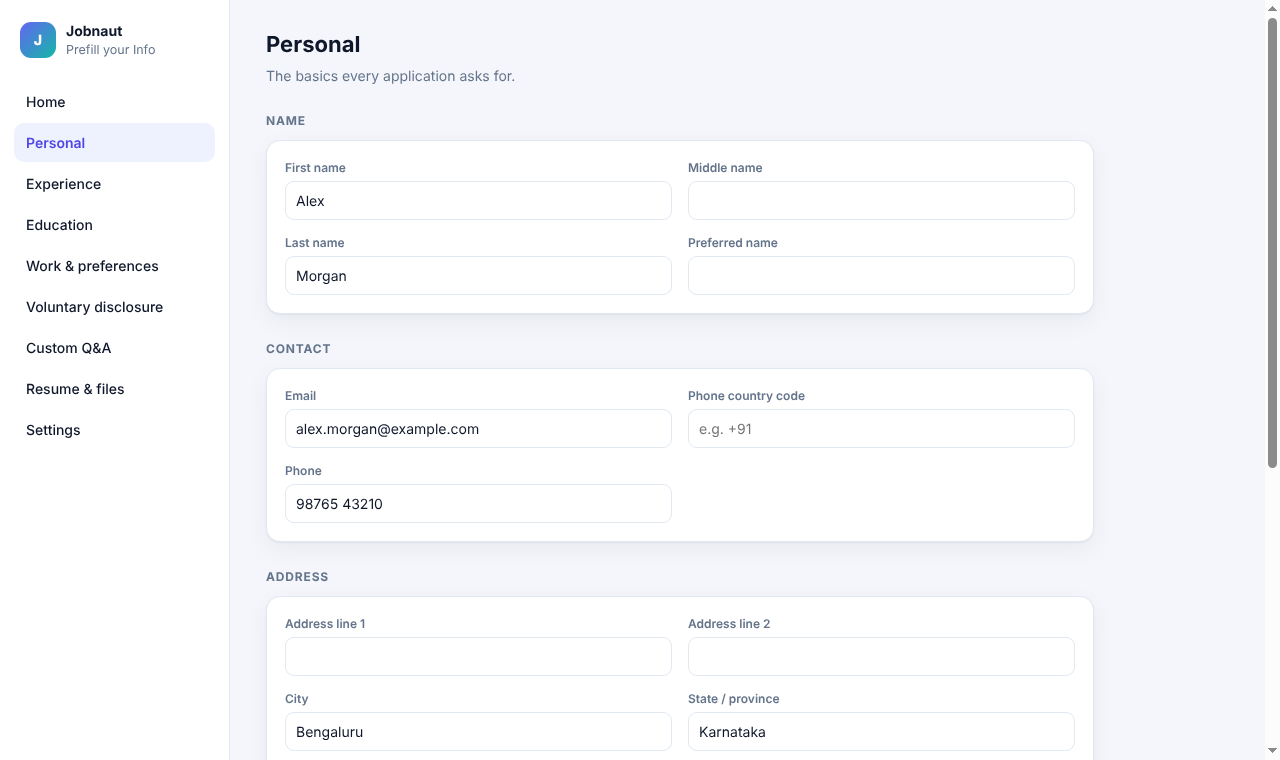 J
Jobnaut
Prefill your Info
Home
Personal
Experience
Education
Work & preferences
Voluntary disclosure
Custom Q&A
Resume & files
Settings
Personal
The basics every application asks for.
NAME
First name
Middle name
Alex
Last name
Preferred name
Morgan
CONTACT
Email
Phone country code
alex.morgan@example.com
e.g. +91
Phone
98765 43210
ADDRESS
Address line 1
Address line 2
City
State / province
Bengaluru
Karnataka